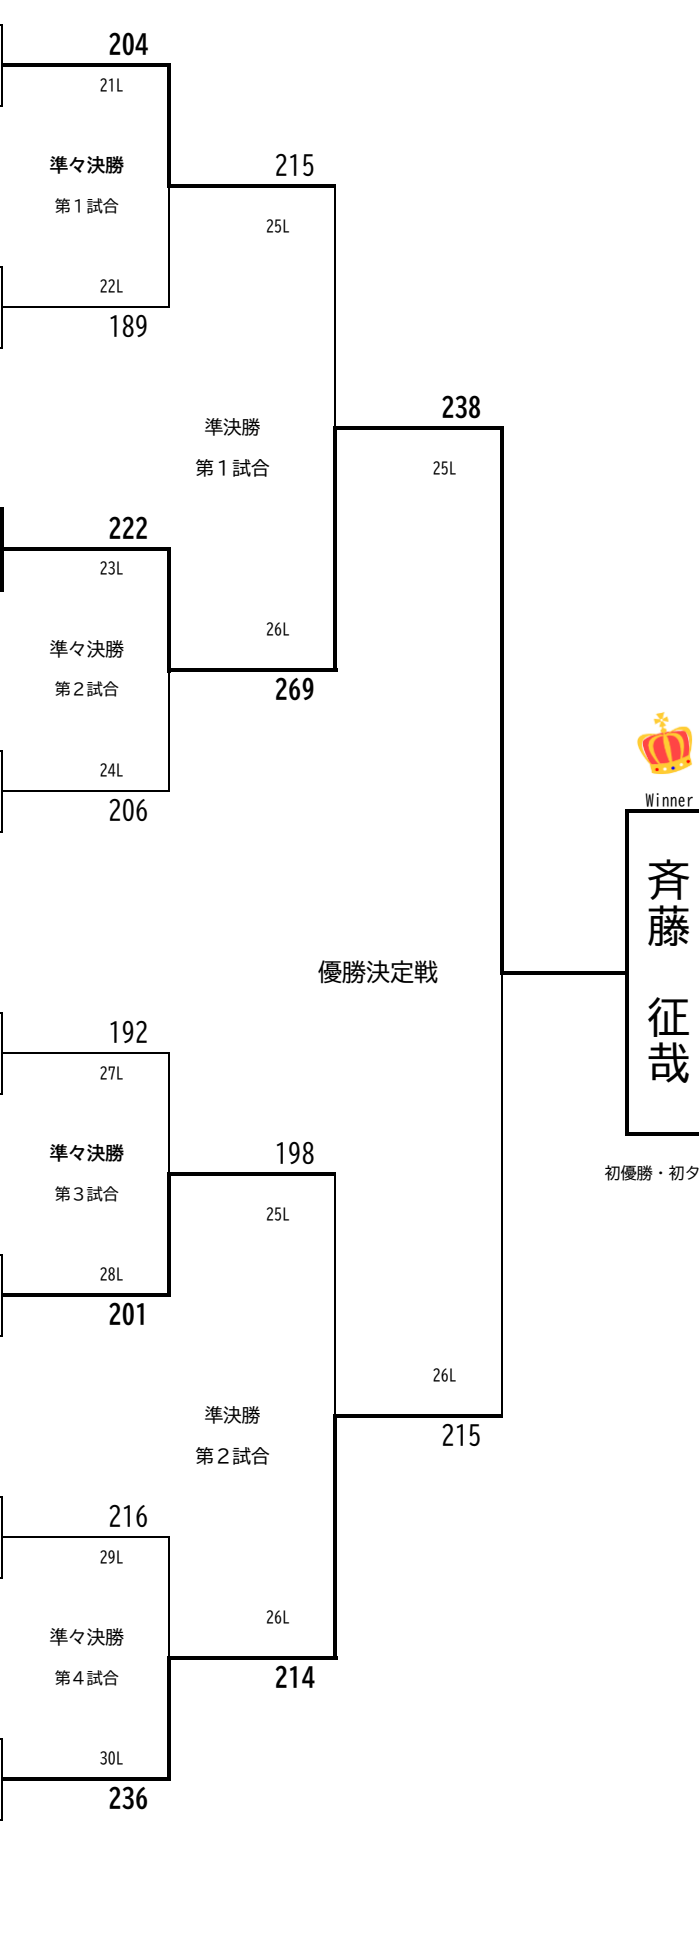 204
21L
準々決勝
第1試合
22L
189
215
25L
準決勝
第1試合
238
25L
222
23L
準々決勝
第2試合
24L
206
26L
269
Winner
斉藤 征哉
初優勝・初タ
優勝決定戦
192
27L
準々決勝
第3試合
28L
201
198
25L
準決勝
第2試合
26L
215
216
29L
準々決勝
第4試合
30L
236
26L
214